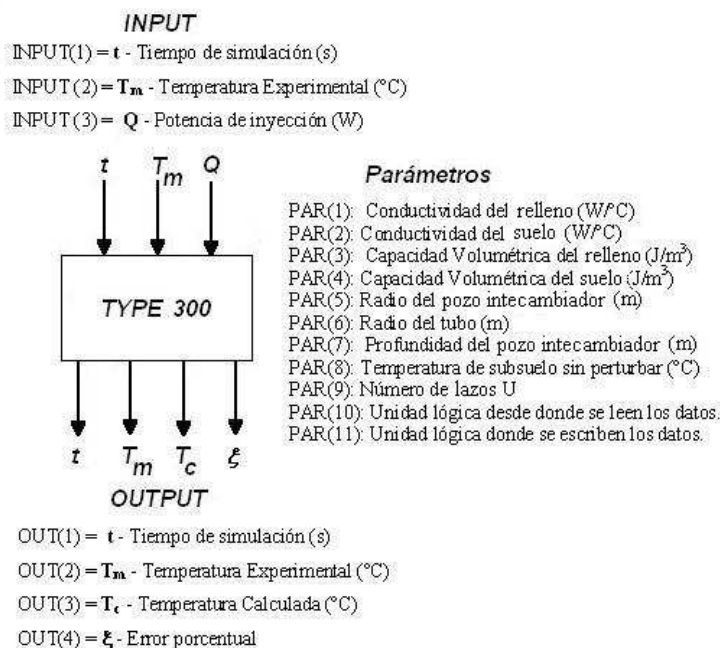 INPUT
INPUT(1) = t - Tiempo de simulación (s)
INPUT (2) = Tm - Temperatura Experimental (°C)
INPUT (3) = Q - Potencia de inyección (W)
t Tm Q
TYPE 300
t Tm Tc ξ
Parámetros
PAR(1): Conductividad del relleno (W/°C)
PAR(2): Conductividad del suelo (W/°C)
PAR(3): Capacidad Volumétrica del relleno (J/m³)
PAR(4): Capacidad Volumétrica del suelo (J/m³)
PAR(5): Radio del pozo intecambiador (m)
PAR(6): Radio del tubo (m)
PAR(7): Profundidad del pozo intecambiador (m)
PAR(8): Temperatura de subsuelo sin perturbar (°C)
PAR(9): Número de lazos U
PAR(10): Unidad lógica desde donde se leen los datos.
PAR(11): Unidad lógica donde se escriben los datos.
OUTPUT
OUT(1) = t - Tiempo de simulación (s)
OUT(2) = Tm - Temperatura Experimental (°C)
OUT(3) = Tc - Temperatura Calculada (°C)
OUT(4) = ξ - Error porcentual